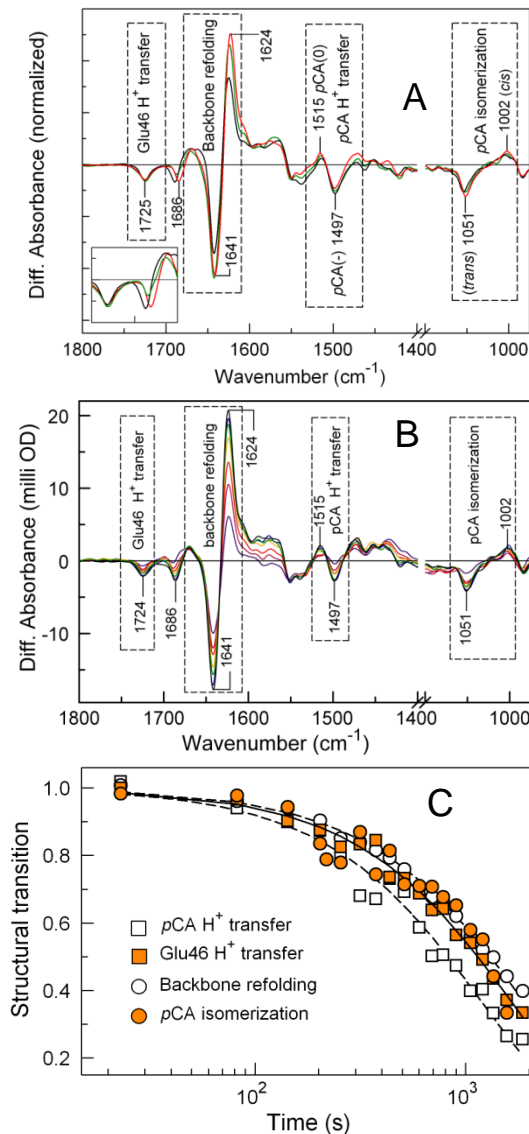 A
Glu46 H⁺ transfer
Backbone refolding
1624
1515 pCA(0)
pCA H⁺ transfer
pCA isomerization
1002 (cis)
1725
1686
1641
pCA(-) 1497
(trans) 1051
Diff. Absorbance (normalized)
1800 1700 1600 1500 1400 1000
Wavenumber (cm⁻¹)
B
20
10
0
-10
Glu46 H⁺ transfer
backbone refolding
1624
1515
pCA H⁺ transfer
pCA isomerization
1002
1724
1686
1641
1497
1051
Diff. Absorbance (milli OD)
1800 1700 1600 1500 1400 1000
Wavenumber (cm⁻¹)
C
1.0
0.8
0.6
0.4
0.2
Structural transition
pCA H⁺ transfer
Glu46 H⁺ transfer
Backbone refolding
pCA isomerization
10² 10³
Time (s)